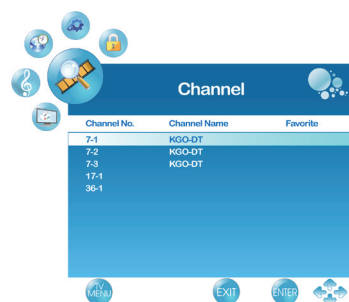 Channel
Channel No. Channel Name Favorite
7-1 KGO-DT
7-2 KGO-DT
7-3 KGO-DT
17-1
36-1
TV MENU EXIT ENTER